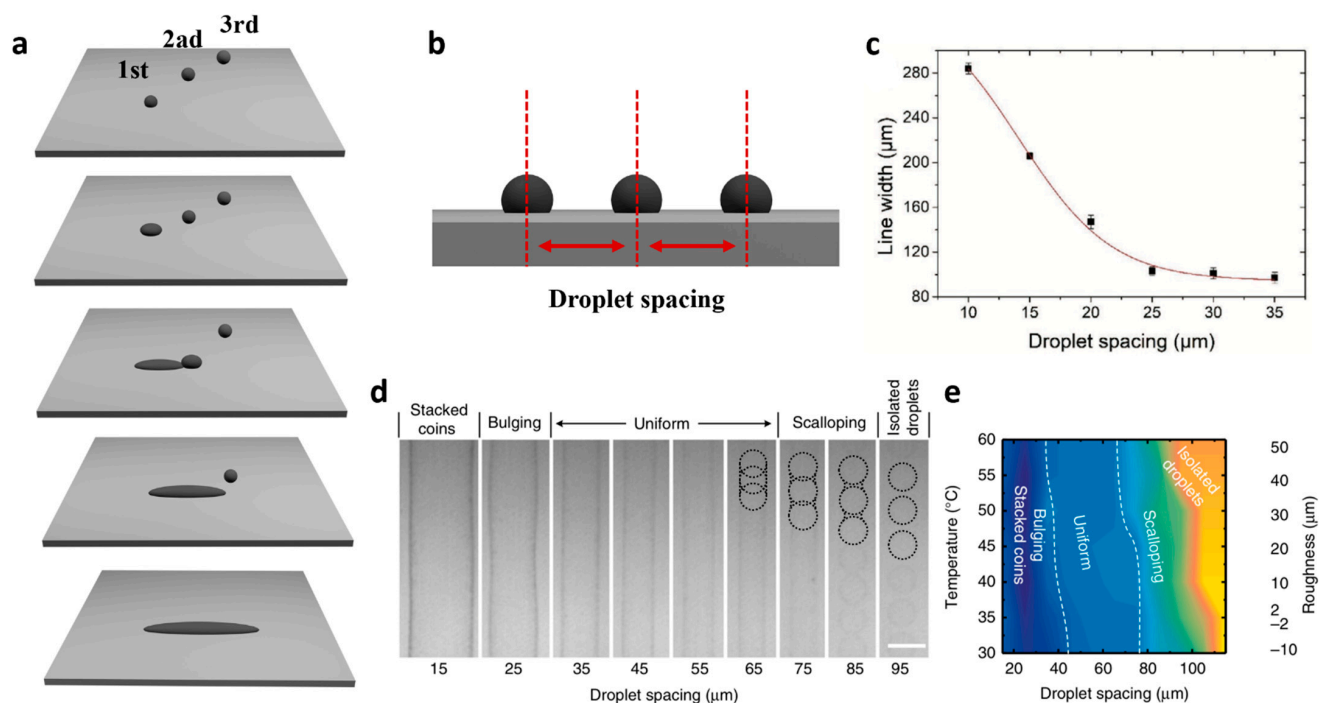 a
1st
2ad
3rd
b
Droplet spacing
c
Line width (µm)
280
240
200
160
120
80
10 15 20 25 30 35
Droplet spacing (µm)
d
Stacked coins
Bulging
Uniform
Scalloping
Isolated droplets
15 25 35 45 55 65 75 85 95
Droplet spacing (µm)
e
Temperature (°C)
60
55
50
45
40
35
30
Stacked coins
Bulging
Uniform
Scalloping
Isolated droplets
50
40
30
20
10
2
−2
−10
Roughness (µm)
20 40 60 80 100
Droplet spacing (µm)